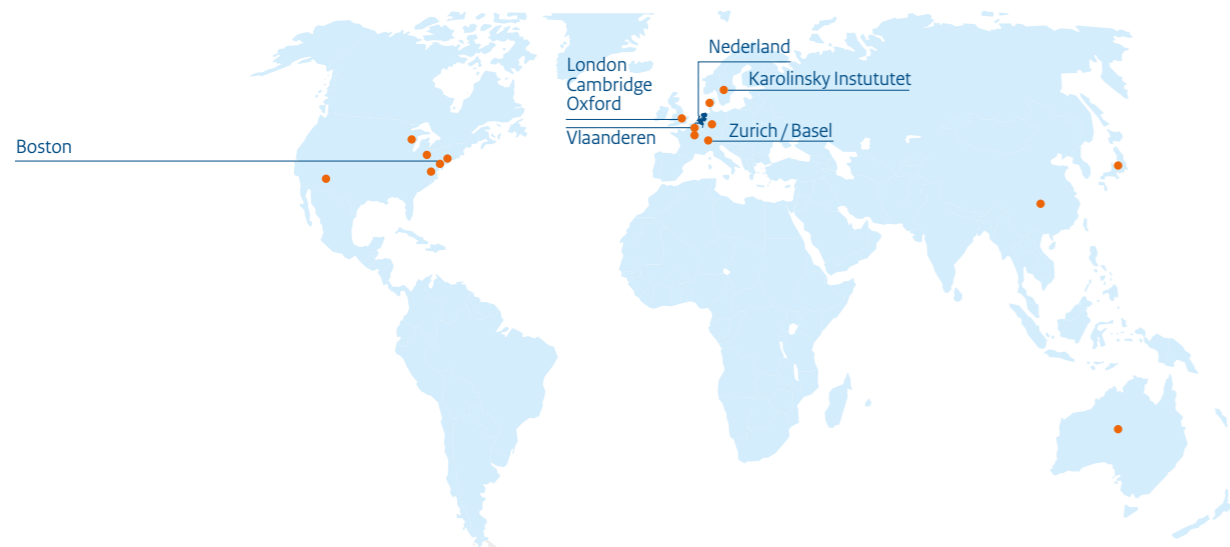 Nederland
London
Cambridge
Oxford
Karolinsky Instututet
Vlaanderen
Zurich / Basel
Boston